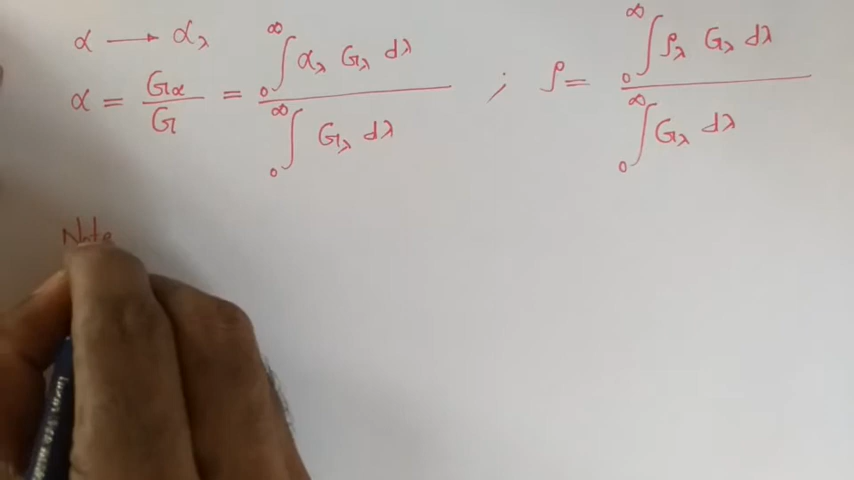 α → α_λ
α = G_α / G = ∫₀^∞ α_λ G_λ dλ / ∫₀^∞ G_λ dλ ; ρ = ∫₀^∞ ρ_λ G_λ dλ / ∫₀^∞ G_λ dλ
Note